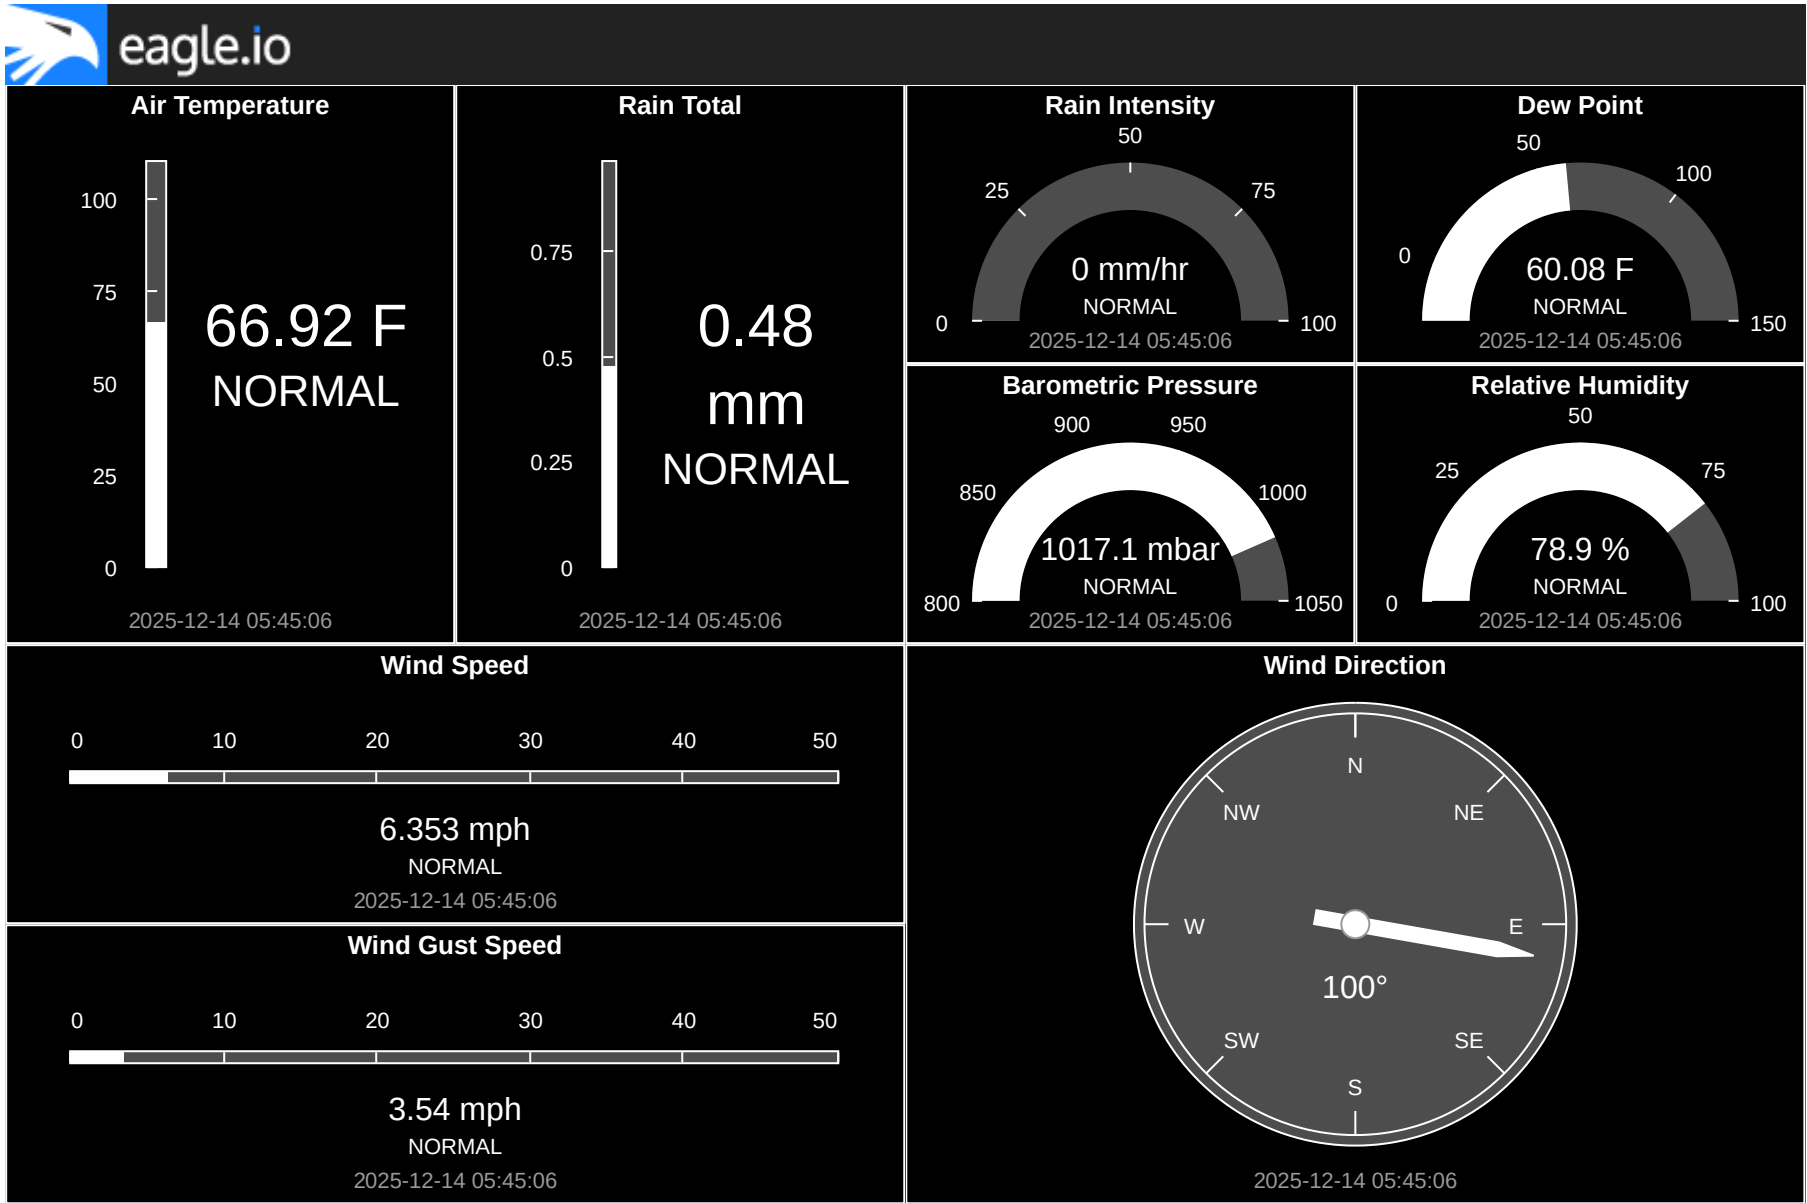 eagle.io
Air Temperature
100
75
50
25
0
66.92 F
NORMAL
2025-12-14 05:45:06
Rain Total
0.75
0.5
0.25
0
0.48
mm
NORMAL
2025-12-14 05:45:06
Rain Intensity
50
25
75
0
100
0 mm/hr
NORMAL
2025-12-14 05:45:06
Dew Point
50
100
0
150
60.08 F
NORMAL
2025-12-14 05:45:06
Barometric Pressure
900
950
850
1000
800
1050
1017.1 mbar
NORMAL
2025-12-14 05:45:06
Relative Humidity
50
25
75
0
100
78.9 %
NORMAL
2025-12-14 05:45:06
Wind Speed
0 10 20 30 40 50
6.353 mph
NORMAL
2025-12-14 05:45:06
Wind Gust Speed
0 10 20 30 40 50
3.54 mph
NORMAL
2025-12-14 05:45:06
Wind Direction
N
NW NE
W E
100°
SW SE
S
2025-12-14 05:45:06